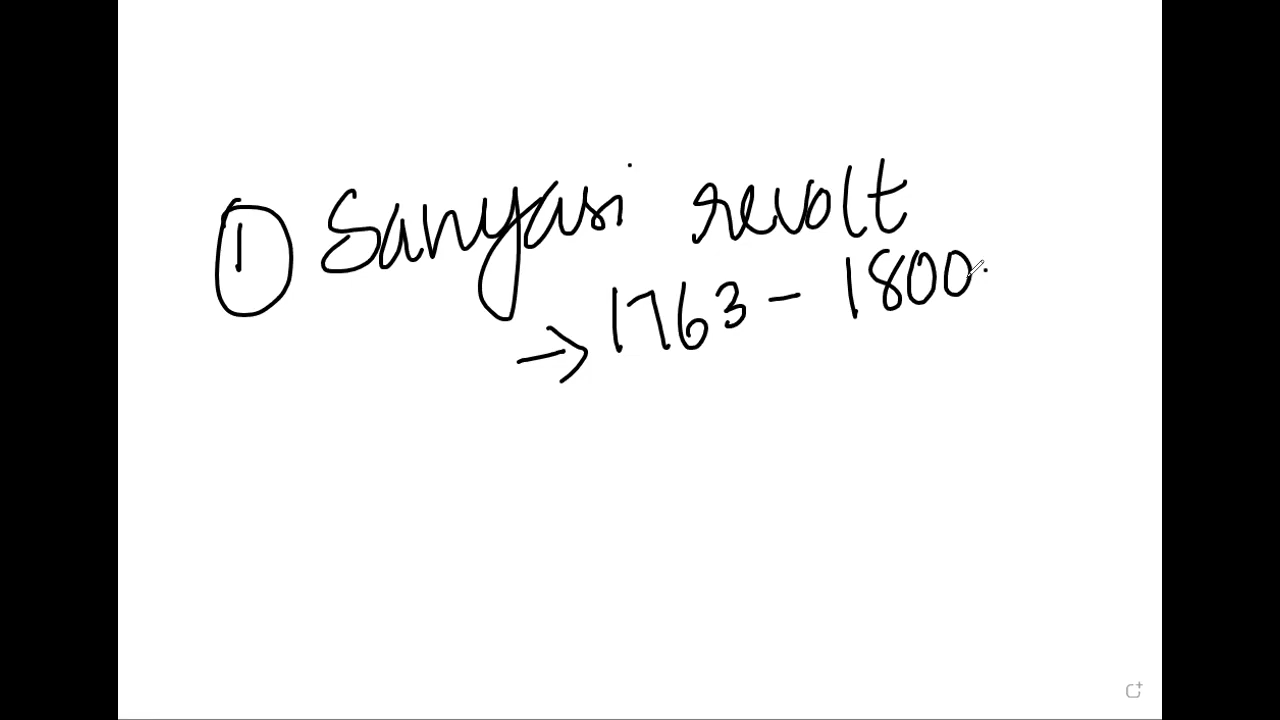 ① Sanyasi revolt
→ 1763 - 1800